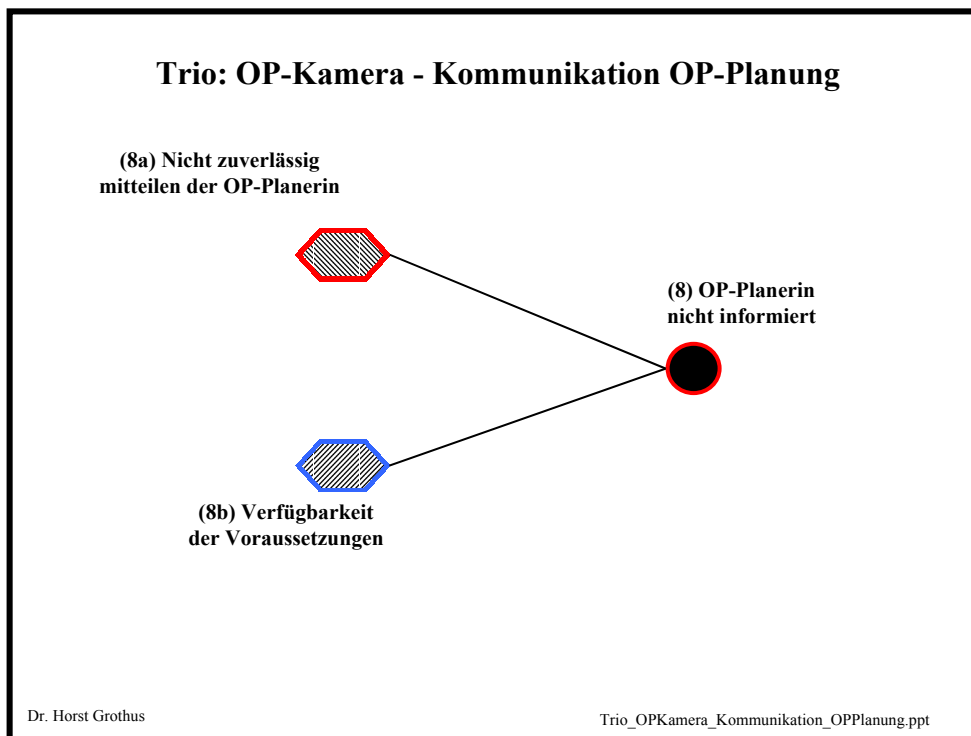 Trio: OP-Kamera - Kommunikation OP-Planung
(8a) Nicht zuverlässig
mitteilen der OP-Planerin
(8) OP-Planerin
nicht informiert
(8b) Verfügbarkeit
der Voraussetzungen
Dr. Horst Grothus
Trio_OPKamera_Kommunikation_OPPlanung.ppt